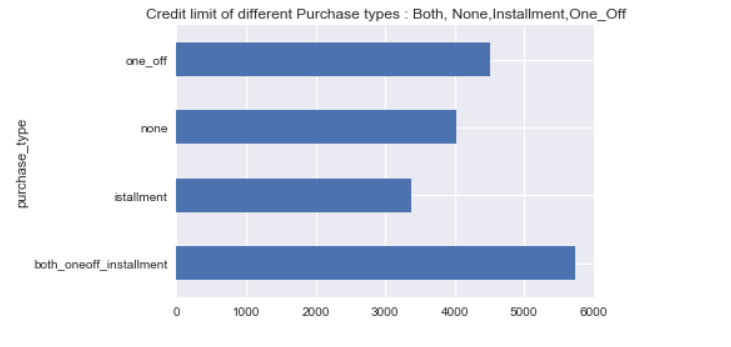 Credit limit of different Purchase types : Both, None,Installment,One_Off
one_off
none
istallment
both_oneoff_installment
purchase_type
0 1000 2000 3000 4000 5000 6000